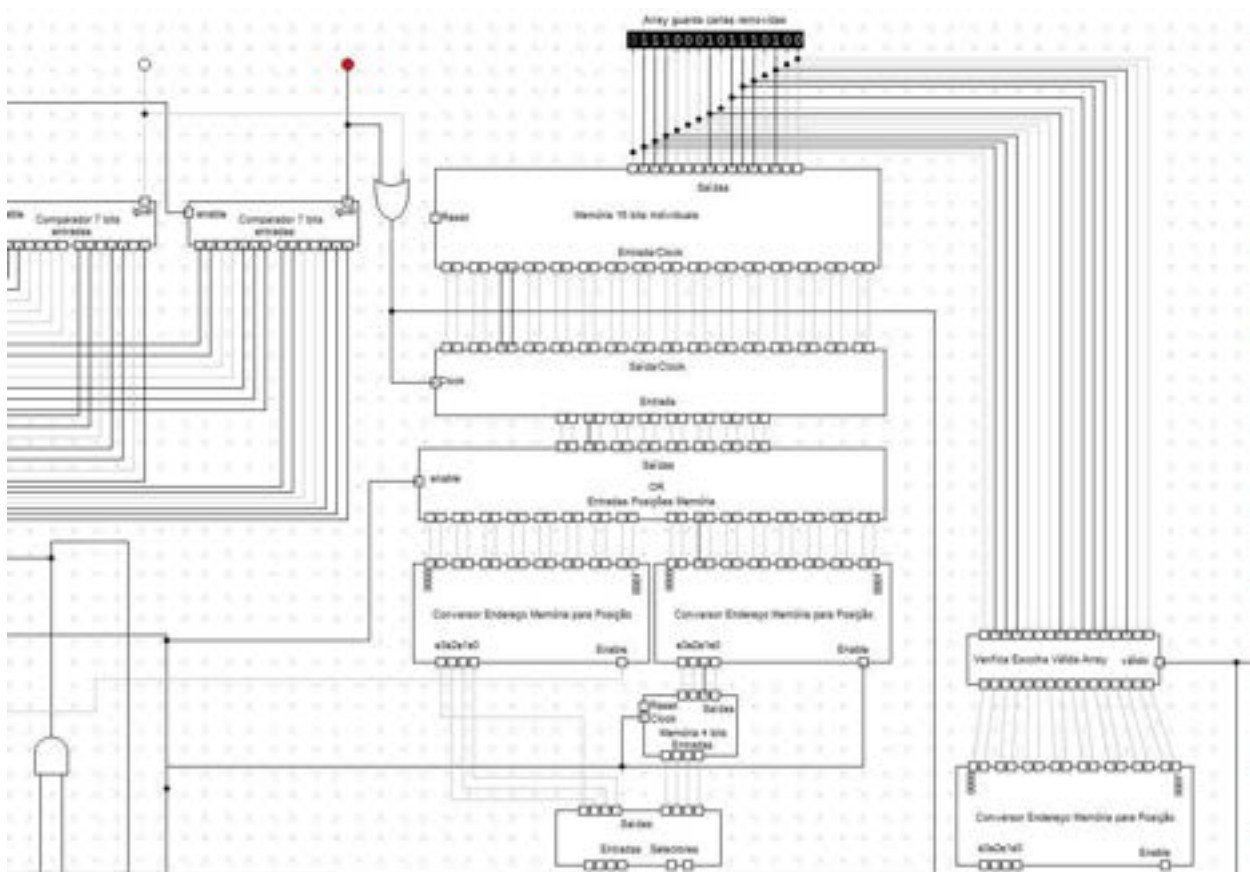 Array guarda cartas removidas
0111000101110100
Saídas
Reset
Memória 16 bits individuais
Entrada Clock
enable
Comparador 7 bits
entradas
enable
Comparador 7 bits
entradas
Saída Clock
Clock
Entrada
Saídas
enable
OR
Entradas Posições Memória
Conversor Endereço Memória para Posição
e3e2e1e0
Enable
Conversor Endereço Memória para Posição
e3e2e1e0
Enable
Reset
Saídas
Clock
Memória 4 bits
Entradas
Verifica Escolha Válida Array
válido
Saídas
Entradas
Selectores
Conversor Endereço Memória para Posição
e3e2e1e0
Enable